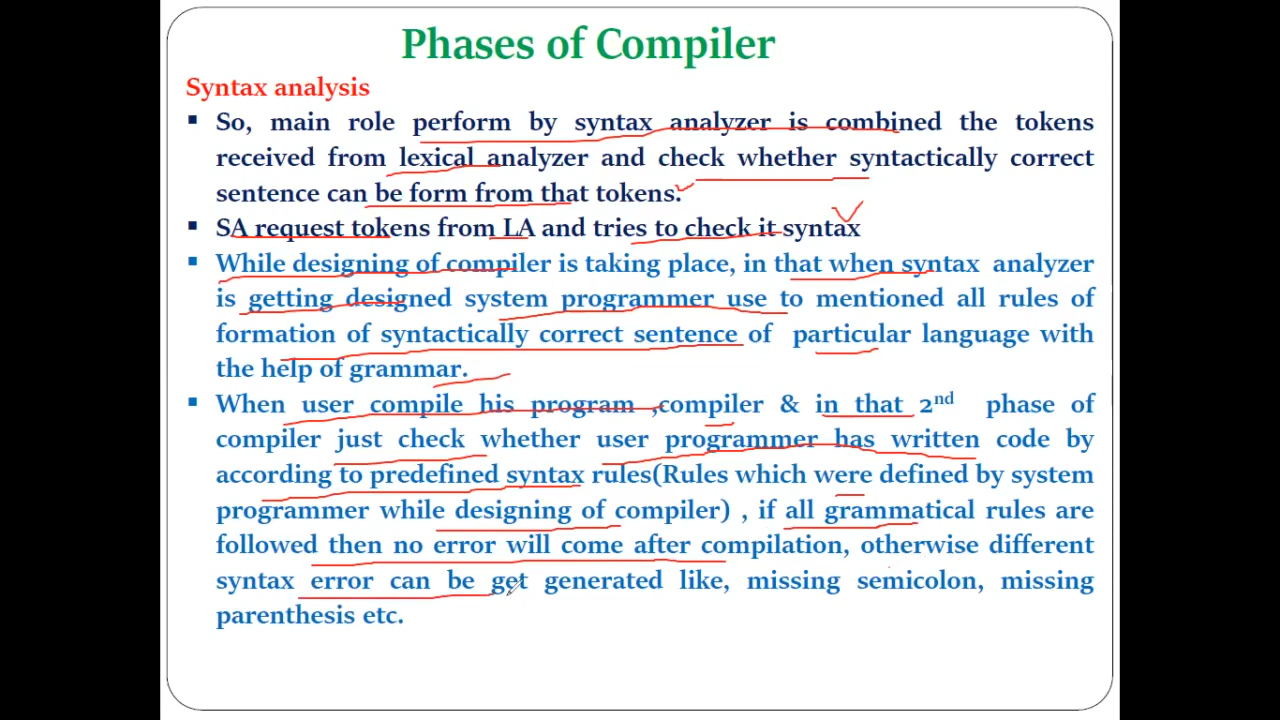 Phases of Compiler
Syntax analysis
▪ So, main role perform by syntax analyzer is combined the tokens
received from lexical analyzer and check whether syntactically correct
sentence can be form from that tokens.
▪ SA request tokens from LA and tries to check it syntax
▪ While designing of compiler is taking place, in that when syntax analyzer
is getting designed system programmer use to mentioned all rules of
formation of syntactically correct sentence of particular language with
the help of grammar.
▪ When user compile his program ,compiler & in that 2nd phase of
compiler just check whether user programmer has written code by
according to predefined syntax rules(Rules which were defined by system
programmer while designing of compiler) , if all grammatical rules are
followed then no error will come after compilation, otherwise different
syntax error can be get generated like, missing semicolon, missing
parenthesis etc.